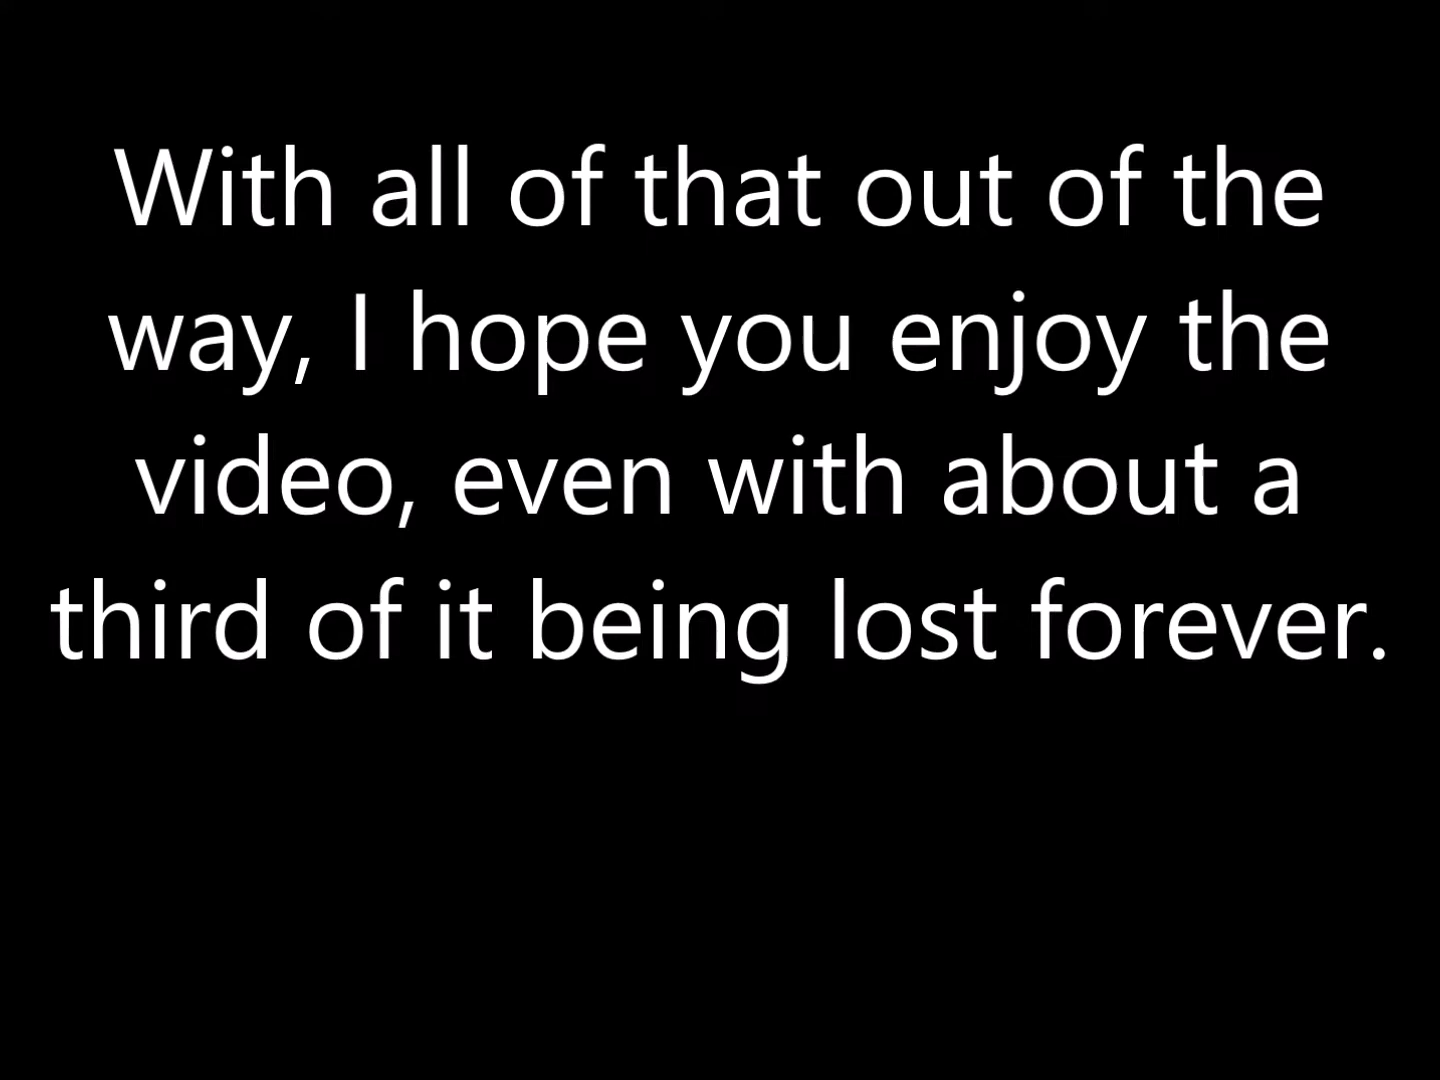 With all of that out of the
way, I hope you enjoy the
video, even with about a
third of it being lost forever.